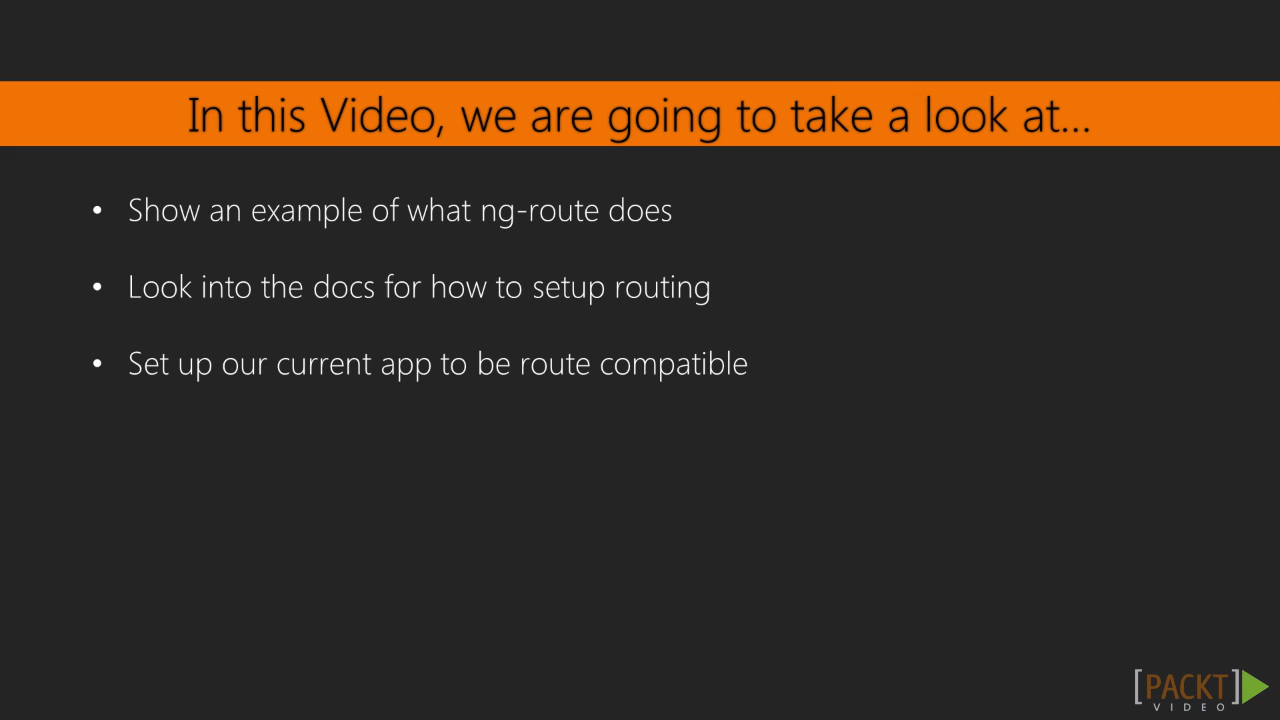 In this Video, we are going to take a look at...
• Show an example of what ng-route does
• Look into the docs for how to setup routing
• Set up our current app to be route compatible
[PACKT]
VIDEO